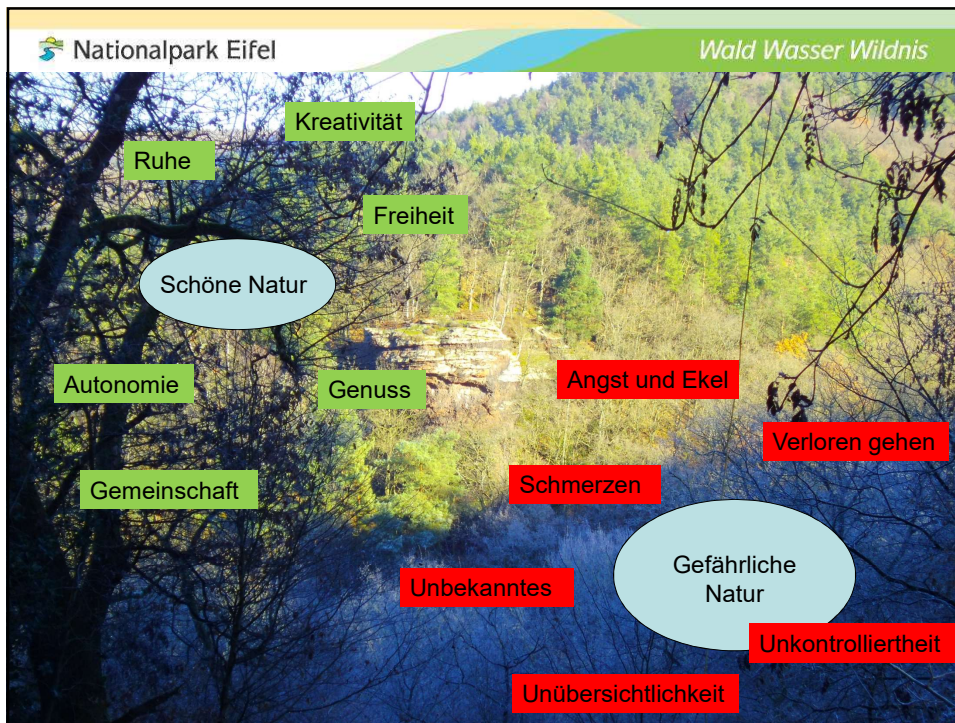 Nationalpark Eifel
Wald Wasser Wildnis
Kreativität
Ruhe
Freiheit
Schöne Natur
Autonomie
Genuss
Angst und Ekel
Verloren gehen
Gemeinschaft
Schmerzen
Gefährliche
Natur
Unbekanntes
Unkontrolliertheit
Unübersichtlichkeit